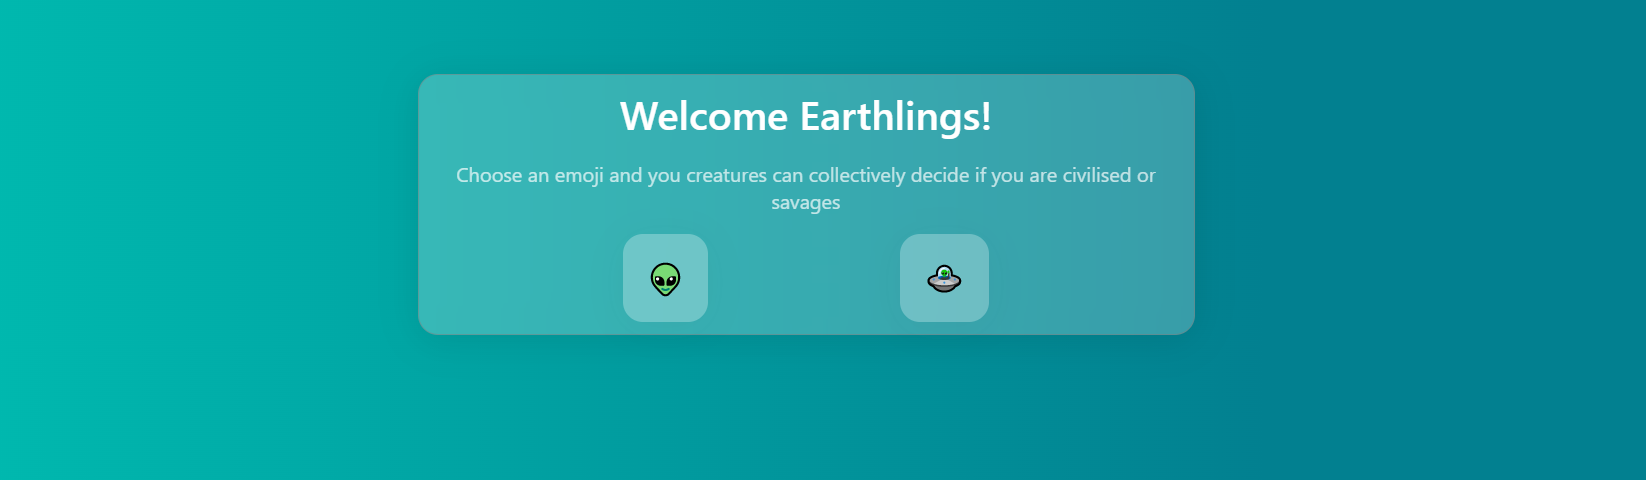 Welcome Earthlings!
Choose an emoji and you creatures can collectively decide if you are civilised or
savages